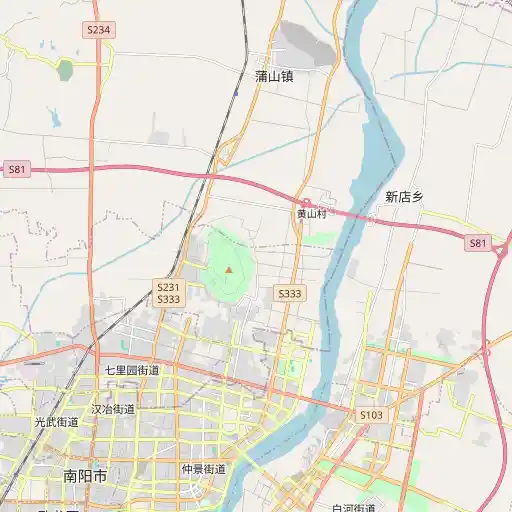 S234
蒲山镇
S81
新店乡
黄山村
S81
S231
S333
S333
七里园街道
汉冶街道
S103
光武街道
仲景街道
南阳市
白河街道